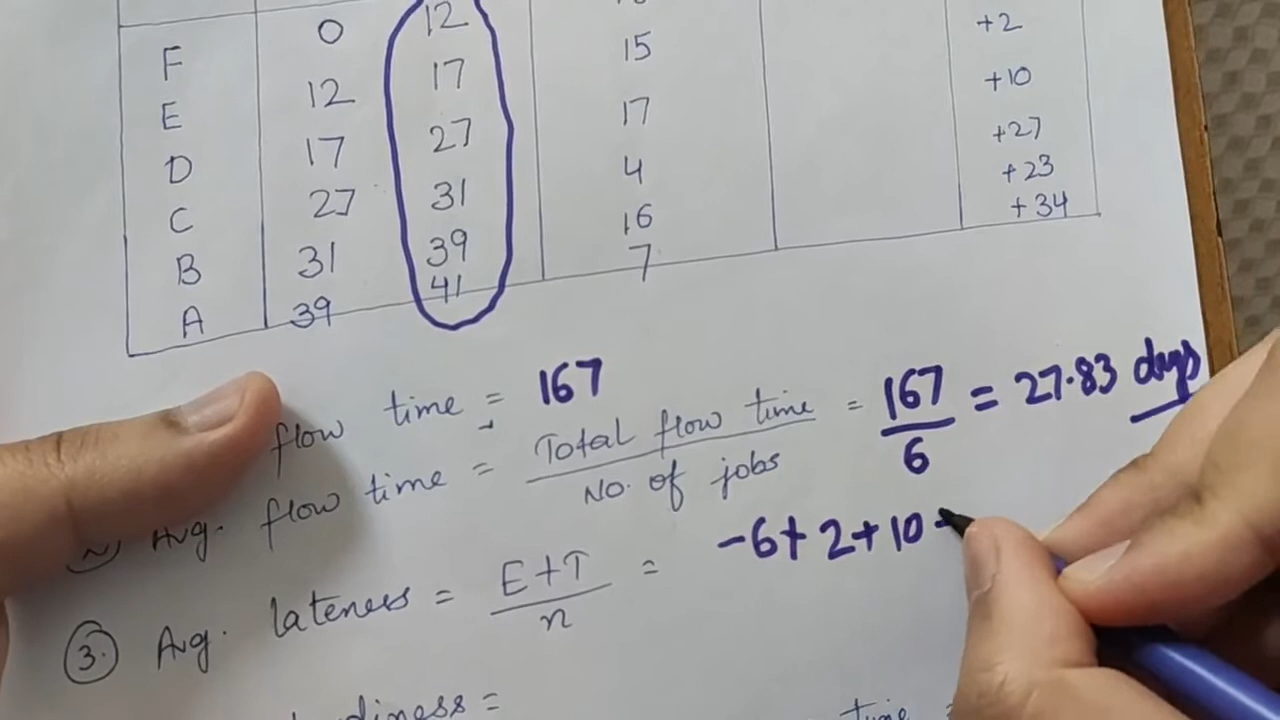 F 0 12 +2
E 12 17 15 +10
D 17 27 17 +27
C 27 31 4 +23
B 31 39 16 +34
A 39 41 7
flow time = 167
Avg. flow time = Total flow time / No. of jobs = 167 / 6 = 27.83 days
3. Avg. lateness = E+T / n = -6+2+10
time =